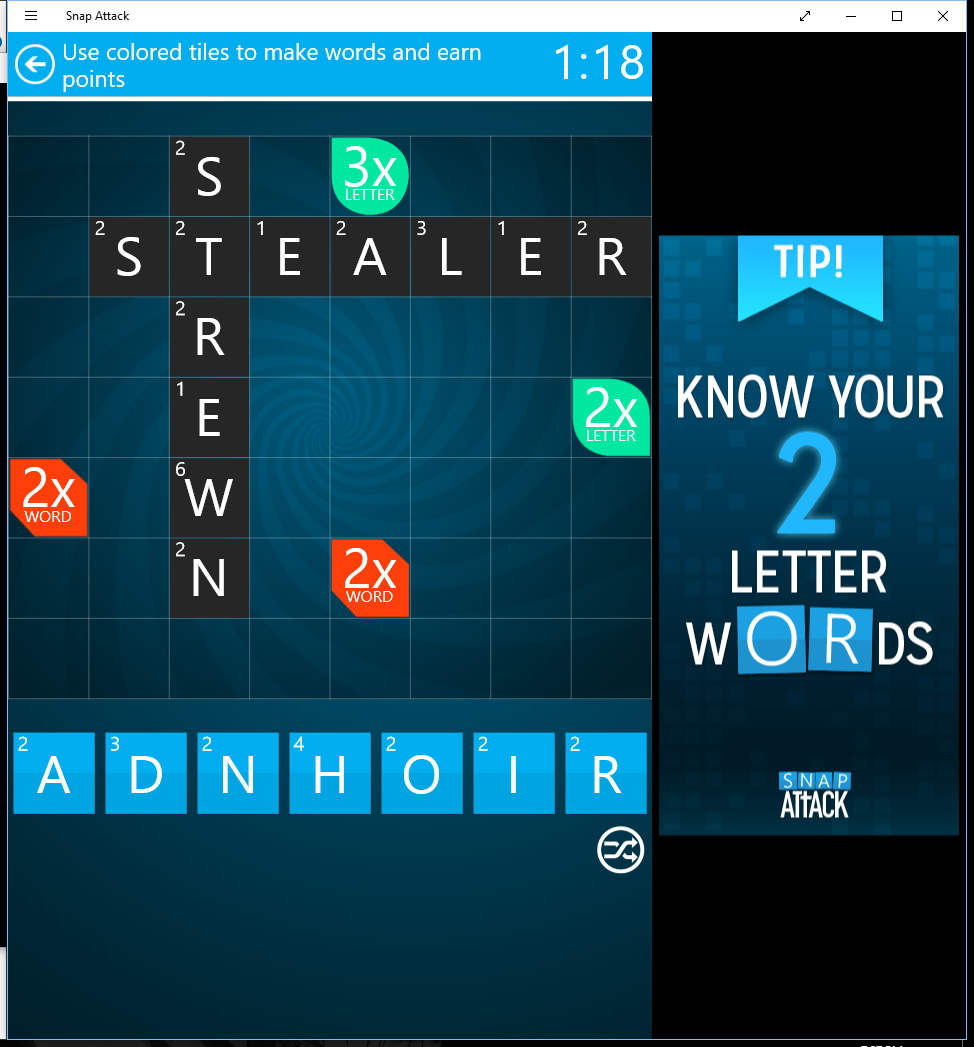 Snap Attack
Use colored tiles to make words and earn
points
1:18
2 S
3x
LETTER
2 S 2 T 1 E 2 A 3 L 1 E 2 R
2 R
1 E
2x
LETTER
2x
WORD
6 W
2 N
2x
WORD
2 A 3 D 2 N 4 H 2 O 2 I 2 R
TIP!
KNOW YOUR
2
LETTER
WORDS
SNAP
ATTACK